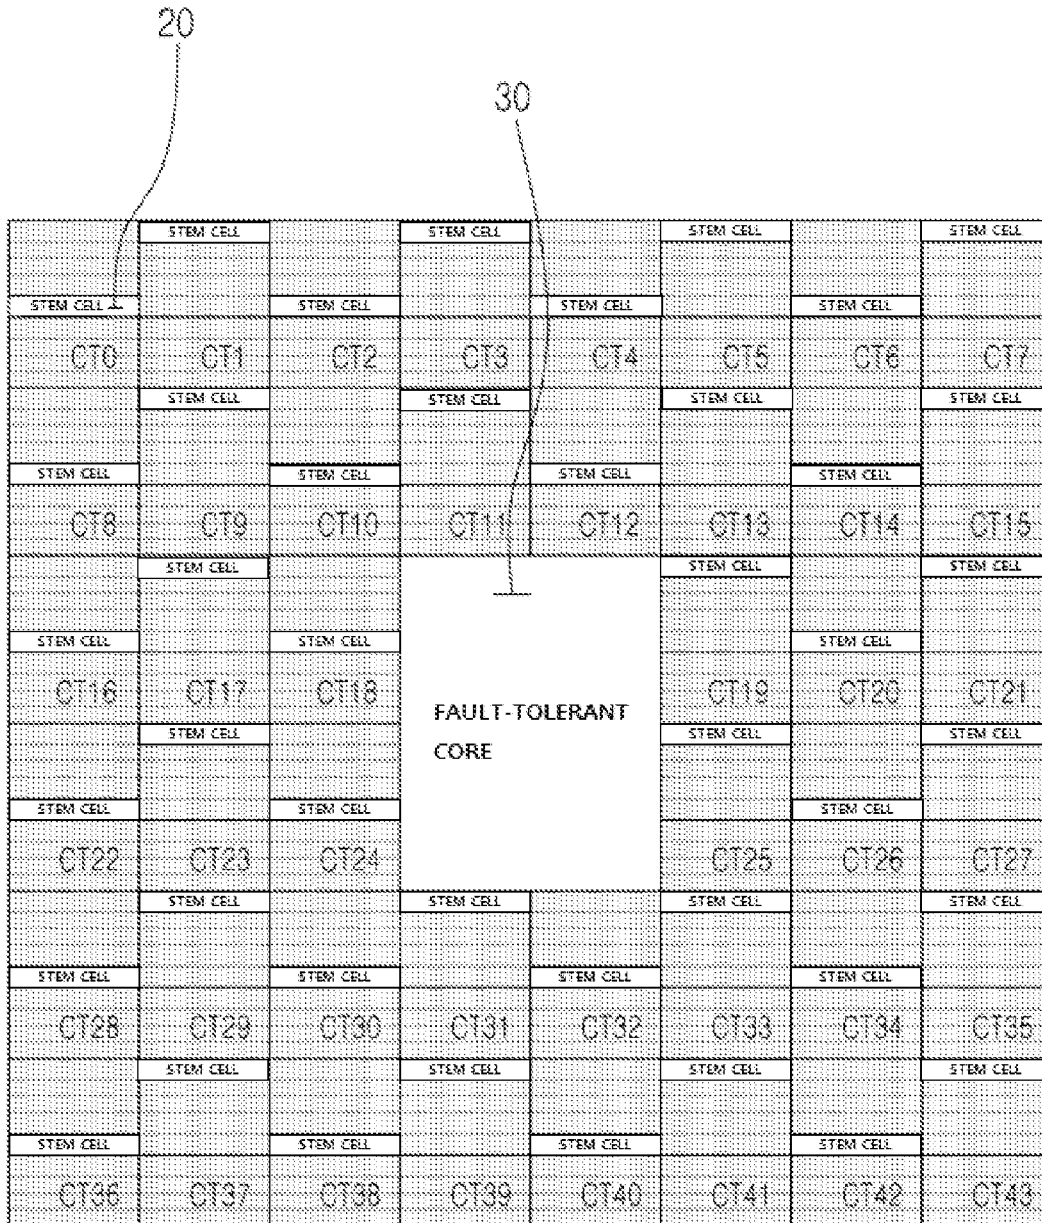 20
30
STEM CELL STEM CELL STEM CELL STEM CELL
STEM CELL STEM CELL STEM CELL STEM CELL
CT0 CT1 CT2 CT3 CT4 CT5 CT6 CT7
STEM CELL STEM CELL STEM CELL STEM CELL
STEM CELL STEM CELL STEM CELL STEM CELL
CT8 CT9 CT10 CT11 CT12 CT13 CT14 CT15
STEM CELL STEM CELL STEM CELL
STEM CELL STEM CELL STEM CELL
CT16 CT17 CT18 CT19 CT20 CT21
FAULT-TOLERANT
CORE
STEM CELL STEM CELL STEM CELL
STEM CELL STEM CELL STEM CELL
CT22 CT23 CT24 CT25 CT26 CT27
STEM CELL STEM CELL STEM CELL STEM CELL
STEM CELL STEM CELL STEM CELL STEM CELL
CT28 CT29 CT30 CT31 CT32 CT33 CT34 CT35
STEM CELL STEM CELL STEM CELL STEM CELL
STEM CELL STEM CELL STEM CELL STEM CELL
CT36 CT37 CT38 CT39 CT40 CT41 CT42 CT43